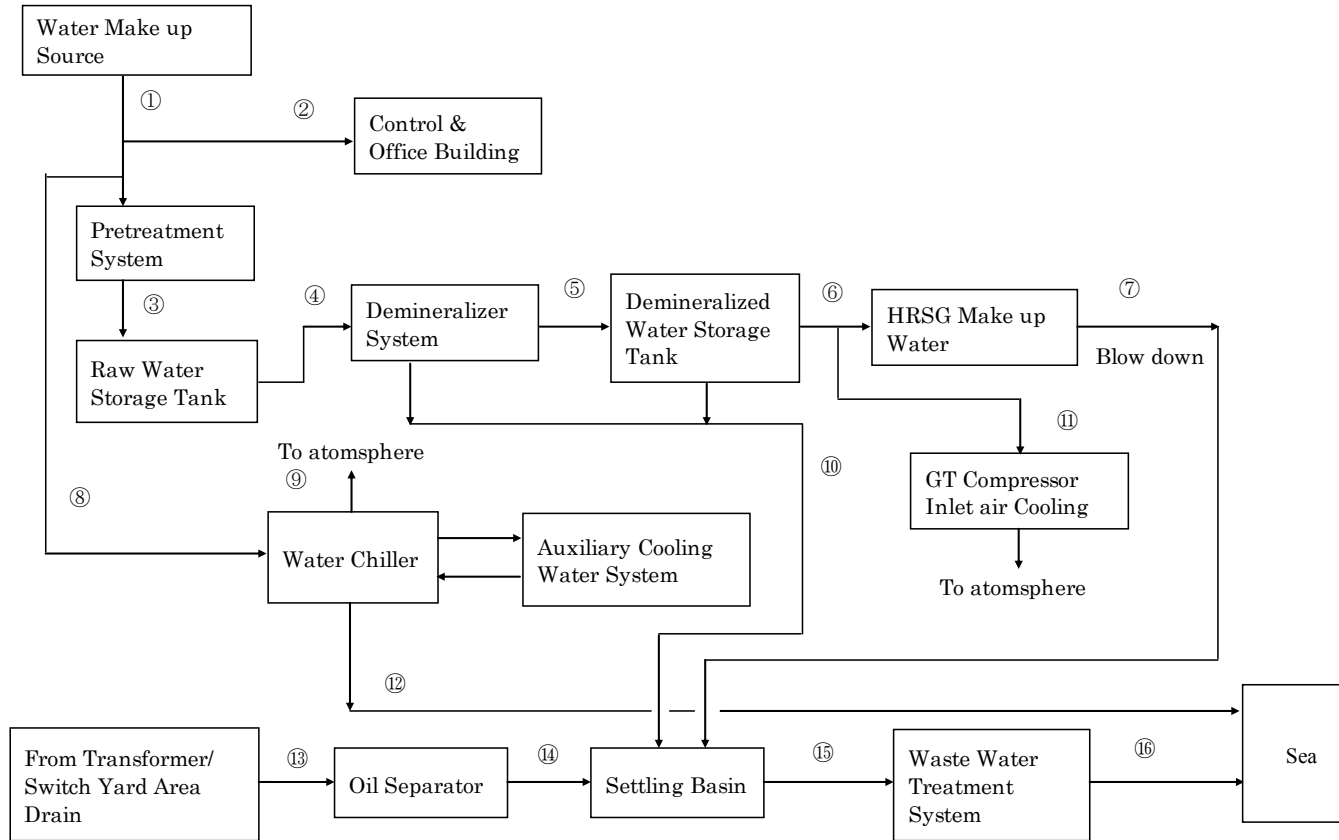 Water Make up
Source
①
②
Control &
Office Building
Pretreatment
System
③
④
Demineralizer
System
⑤
Demineralized
Water Storage
Tank
⑥
HRSG Make up
Water
⑦
Blow down
Raw Water
Storage Tank
⑧
To atomsphere
⑨
⑩
⑪
GT Compressor
Inlet air Cooling
To atomsphere
Water Chiller
Auxiliary Cooling
Water System
⑫
From Transformer/
Switch Yard Area
Drain
⑬
Oil Separator
⑭
Settling Basin
⑮
Waste Water
Treatment
System
⑯
Sea